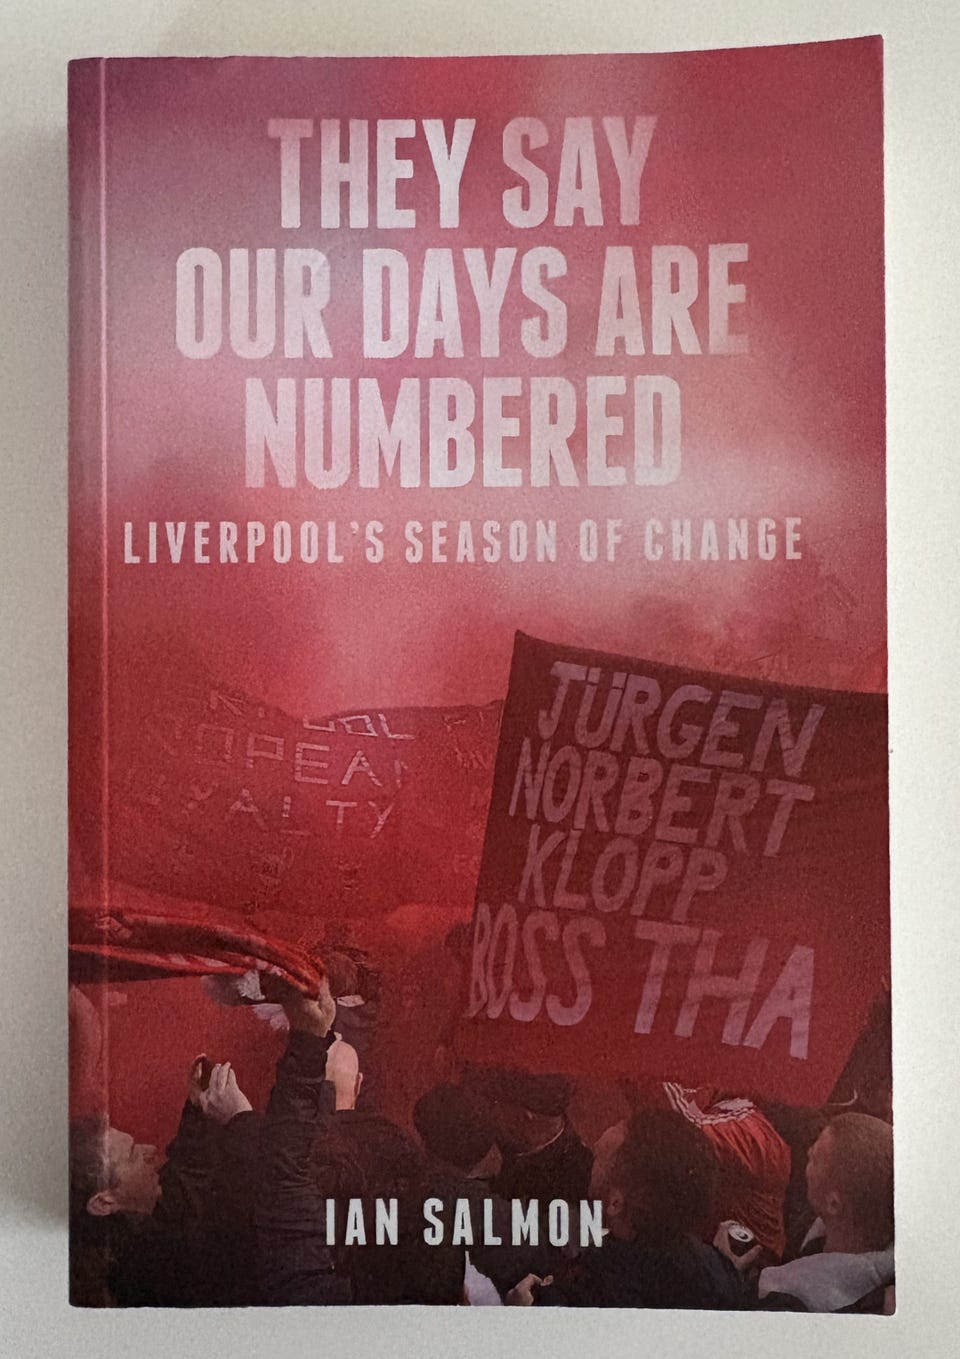 THEY SAY
OUR DAYS ARE
NUMBERED
LIVERPOOL'S SEASON OF CHANGE
JÜRGEN
NORBERT
KLOPP
BOSS THA
IAN SALMON